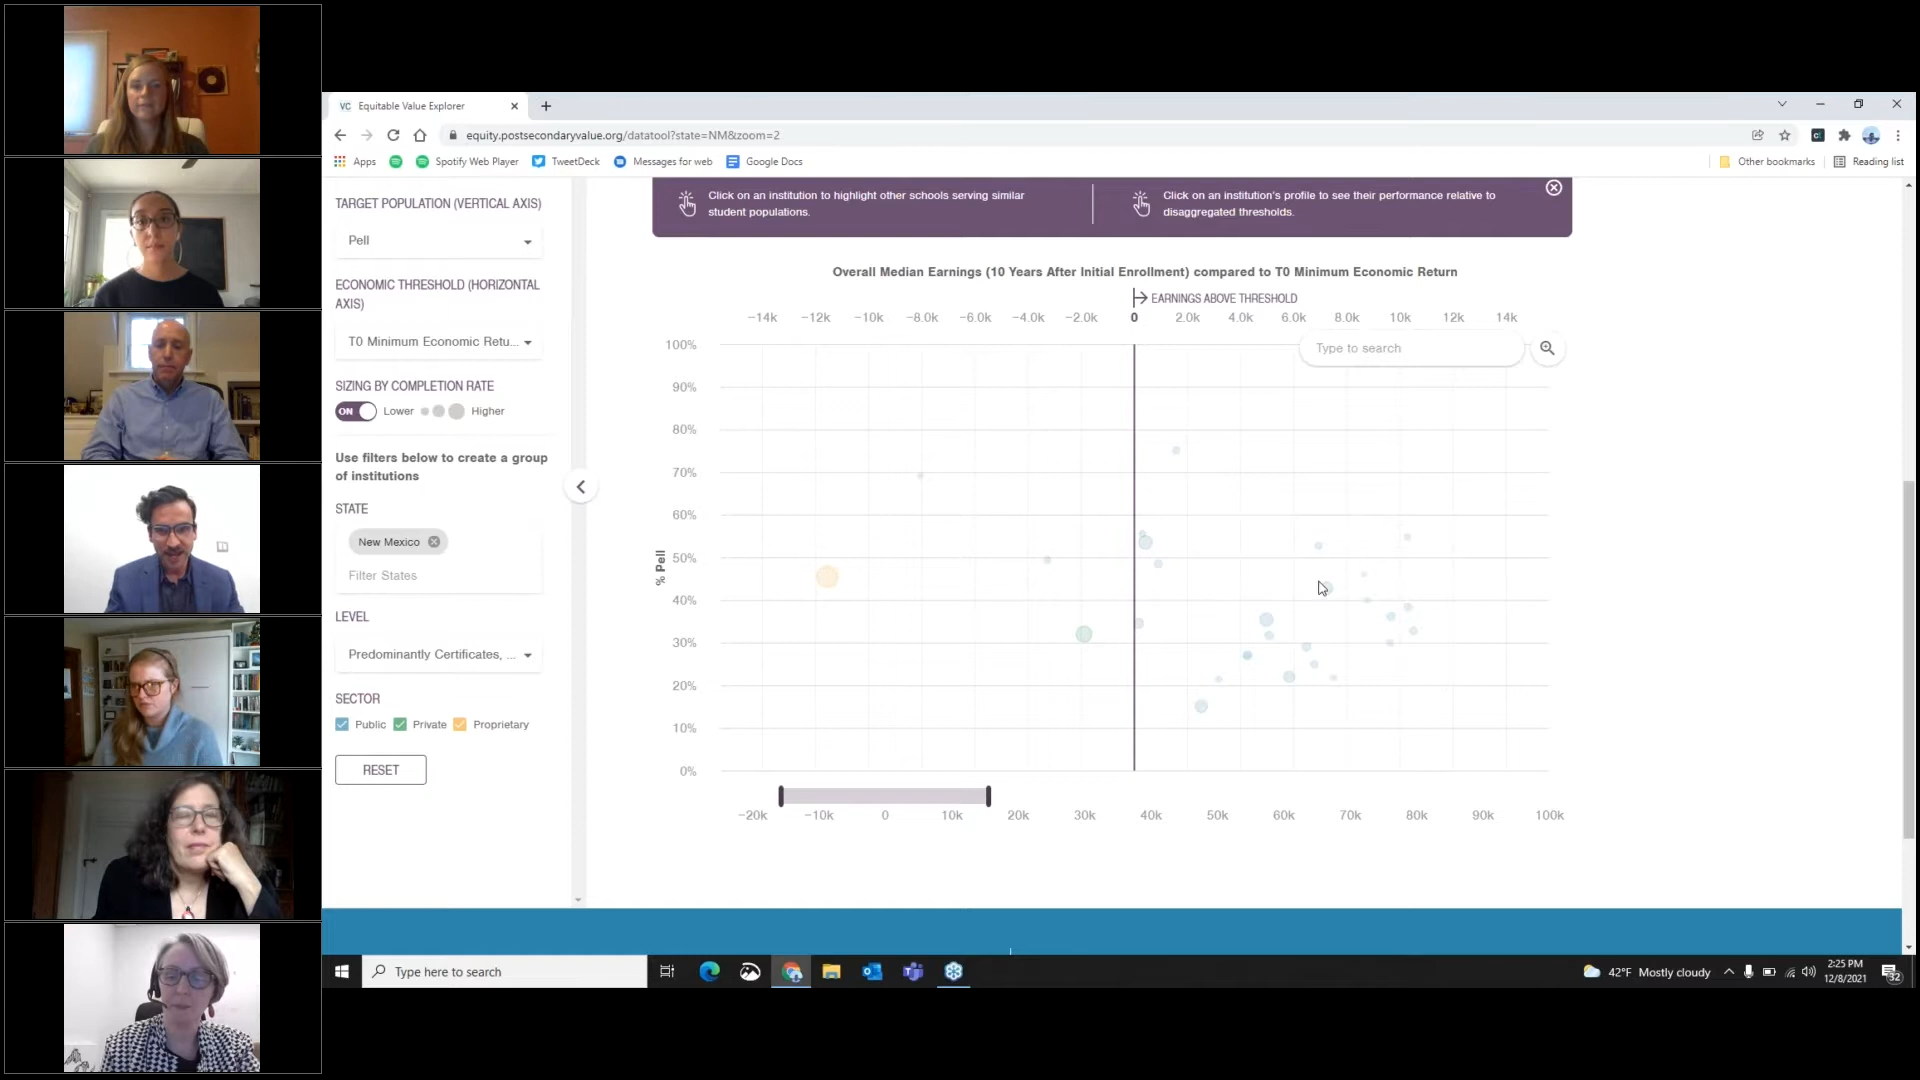 VC Equitable Value Explorer
equity.postsecondaryvalue.org/datatool?state=NM&zoom=2
Apps Spotify Web Player TweetDeck Messages for web Google Docs Other bookmarks Reading list
TARGET POPULATION (VERTICAL AXIS)
Pell
ECONOMIC THRESHOLD (HORIZONTAL
AXIS)
T0 Minimum Economic Retu...
SIZING BY COMPLETION RATE
ON Lower Higher
Use filters below to create a group
of institutions
STATE
New Mexico
Filter States
LEVEL
Predominantly Certificates, ...
SECTOR
Public Private Proprietary
RESET
Click on an institution to highlight other schools serving similar
student populations.
Click on an institution's profile to see their performance relative to
disaggregated thresholds.
Overall Median Earnings (10 Years After Initial Enrollment) compared to T0 Minimum Economic Return
EARNINGS ABOVE THRESHOLD
−14k −12k −10k −8.0k −6.0k −4.0k −2.0k 0 2.0k 4.0k 6.0k 8.0k 10k 12k 14k
Type to search
100%
90%
80%
70%
60%
50%
40%
30%
20%
10%
0%
% Pell
−20k −10k 0 10k 20k 30k 40k 50k 60k 70k 80k 90k 100k
Type here to search
42°F Mostly cloudy
2:25 PM
12/8/2021
32